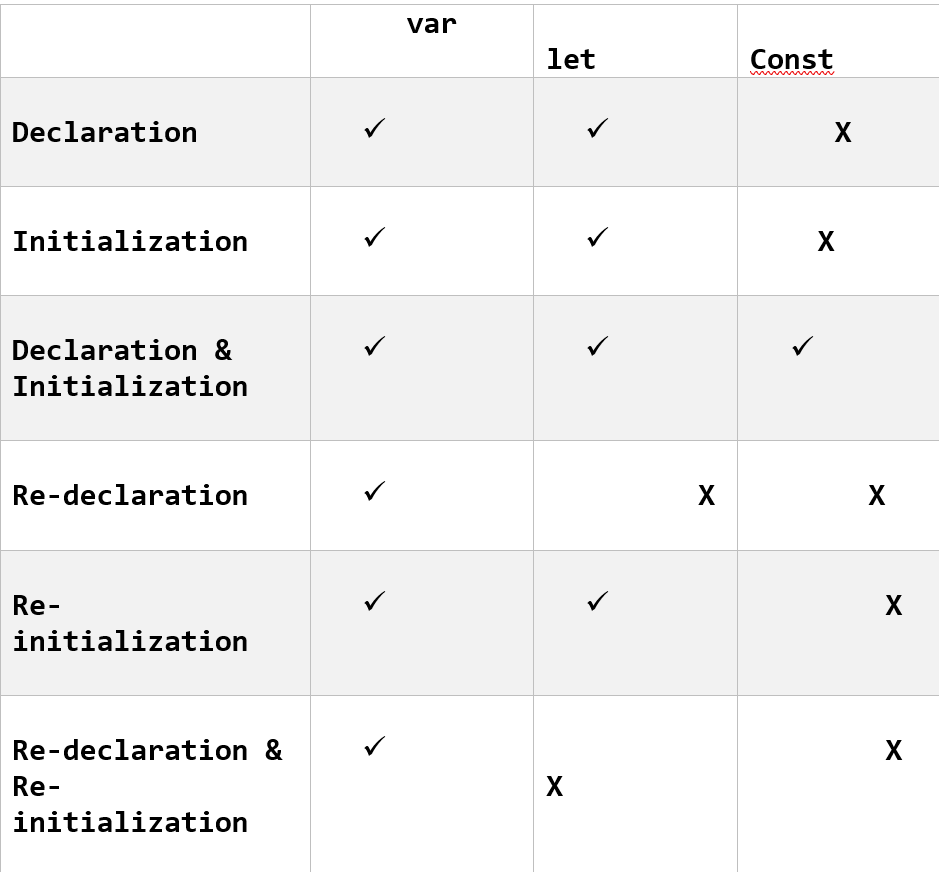 var
let
Const
Declaration ✓ ✓ X
Initialization ✓ ✓ X
Declaration & ✓ ✓ ✓
Initialization
Re-declaration ✓ X X
Re- ✓ ✓ X
initialization
Re-declaration & ✓ X
Re- X
initialization